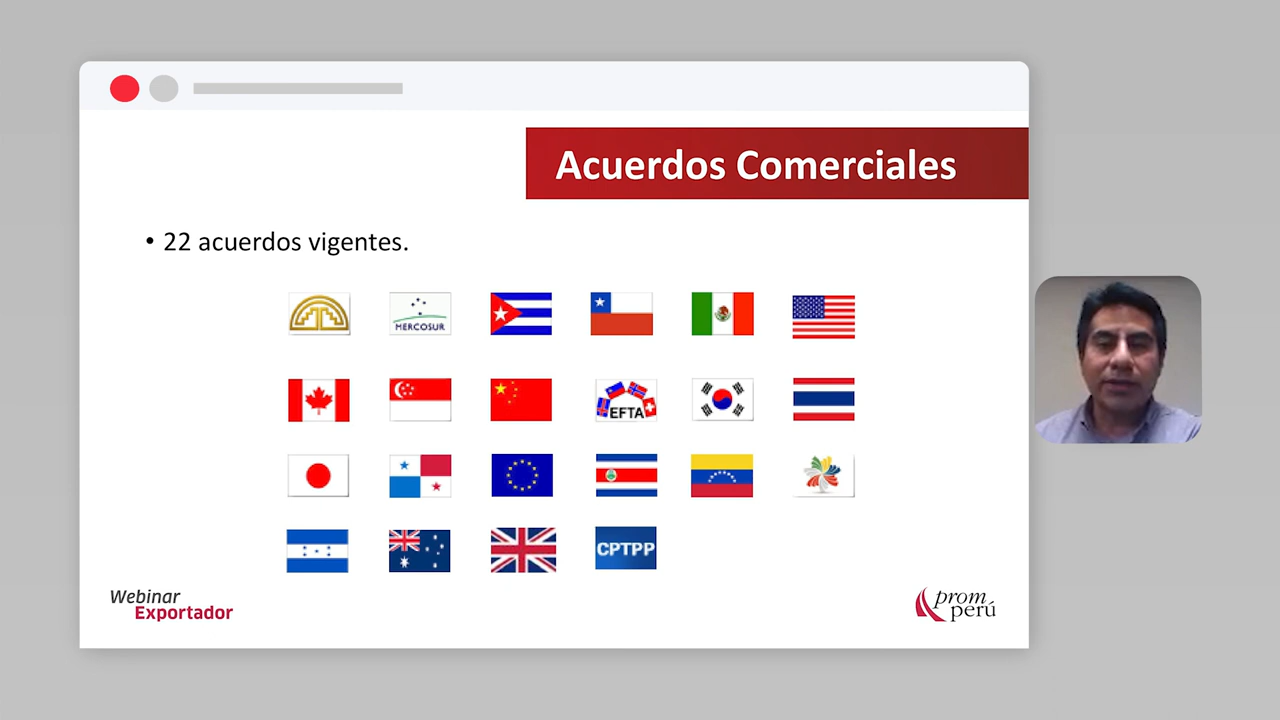 Acuerdos Comerciales
• 22 acuerdos vigentes.
MERCOSUR
EFTA
CPTPP
Webinar
Exportador
prom
perú